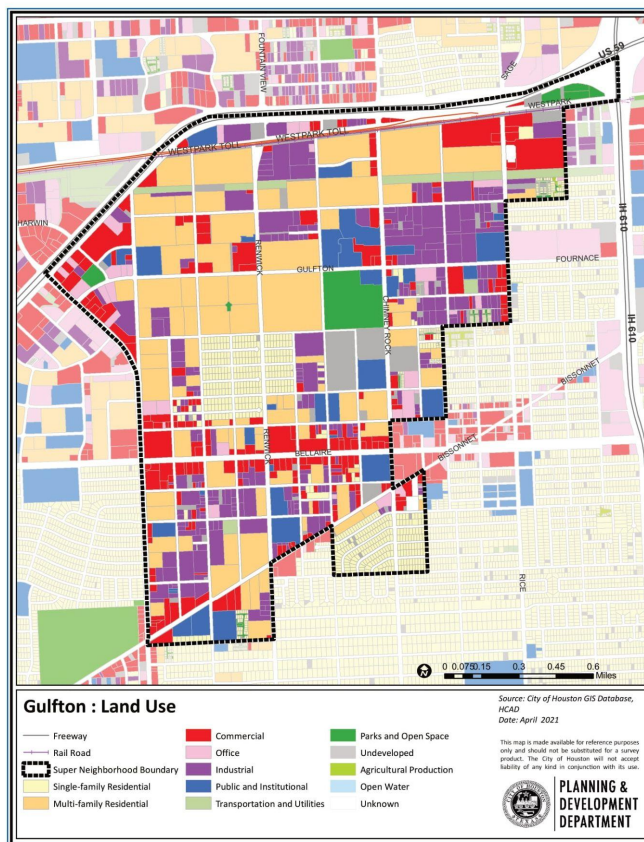 FOUNTAIN VIEW
SAGE
US 59
WESTPARK
WESTPARK TOLL
WESTPARK TOLL
HARWIN
RENWICK
GULFTON
CHIMNEY ROCK
FOURNACE
IH 610
IH 610
BISSONNET
RENWICK
BELLAIRE
BISSONNET
RICE
0 0.075 0.15 0.3 0.45 0.6
Miles
Gulfton : Land Use
Freeway
Rail Road
Super Neighborhood Boundary
Single-family Residential
Multi-family Residential
Commercial
Office
Industrial
Public and Institutional
Transportation and Utilities
Parks and Open Space
Undeveloped
Agricultural Production
Open Water
Unknown
Source: City of Houston GIS Database,
HCAD
Date: April 2021
This map is made available for reference purposes
only and should not be substituted for a survey
product. The City of Houston will not accept
liability of any kind in conjunction with its use.
PLANNING &
DEVELOPMENT
DEPARTMENT